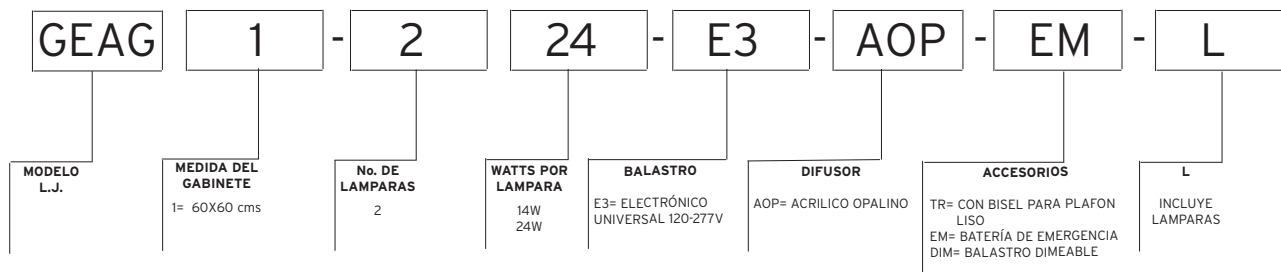 GEAG 1 - 2 24 - E3 - AOP - EM - L
MODELO
L.J.
MEDIDA DEL
GABINETE
1= 60X60 cms
No. DE
LAMPARAS
2
WATTS POR
LAMPARA
14W
24W
BALASTRO
E3= ELECTRÓNICO
UNIVERSAL 120-277V
DIFUSOR
AOP= ACRILICO OPALINO
ACCESORIOS
TR= CON BISEL PARA PLAFON
LISO
EM= BATERÍA DE EMERGENCIA
DIM= BALASTRO DIMEABLE
L
INCLUYE
LAMPARAS